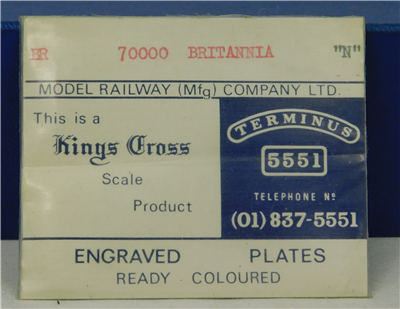 BR 70000 BRITANNIA "N"
MODEL RAILWAY (Mfg) COMPANY LTD.
This is a
Kings Cross
Scale
Product
TERMINUS
5551
TELEPHONE Nº
(01) 837-5551
ENGRAVED PLATES
READY COLOURED